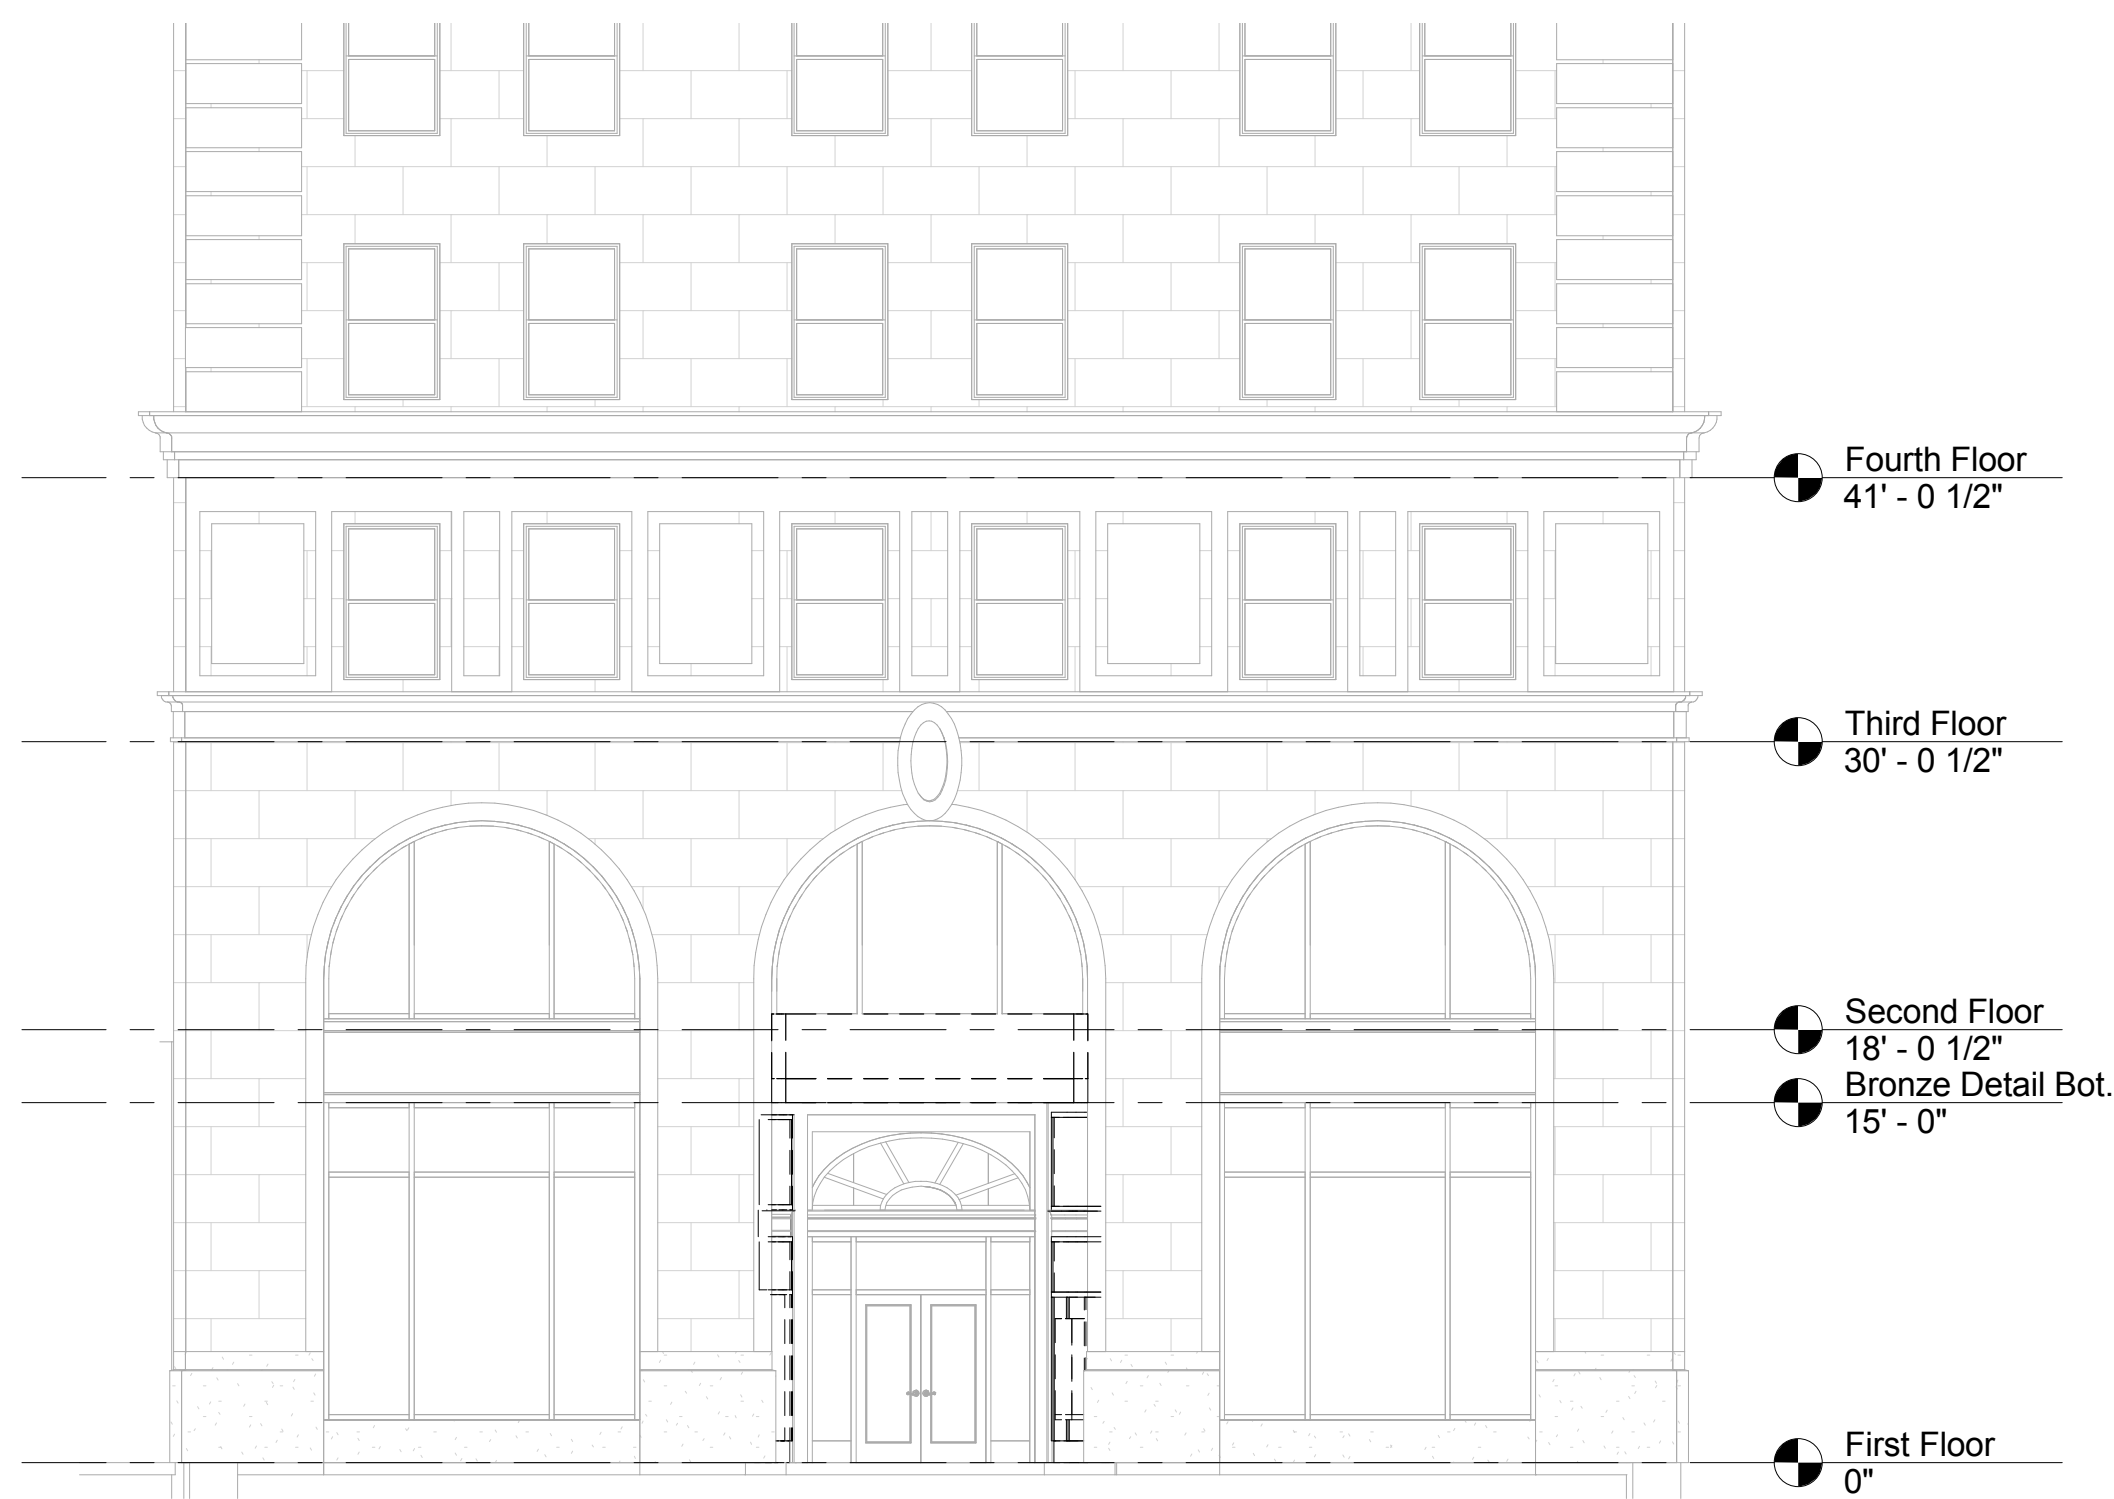 Fourth Floor
41' - 0 1/2"
Third Floor
30' - 0 1/2"
Second Floor
18' - 0 1/2"
Bronze Detail Bot.
15' - 0"
First Floor
0"